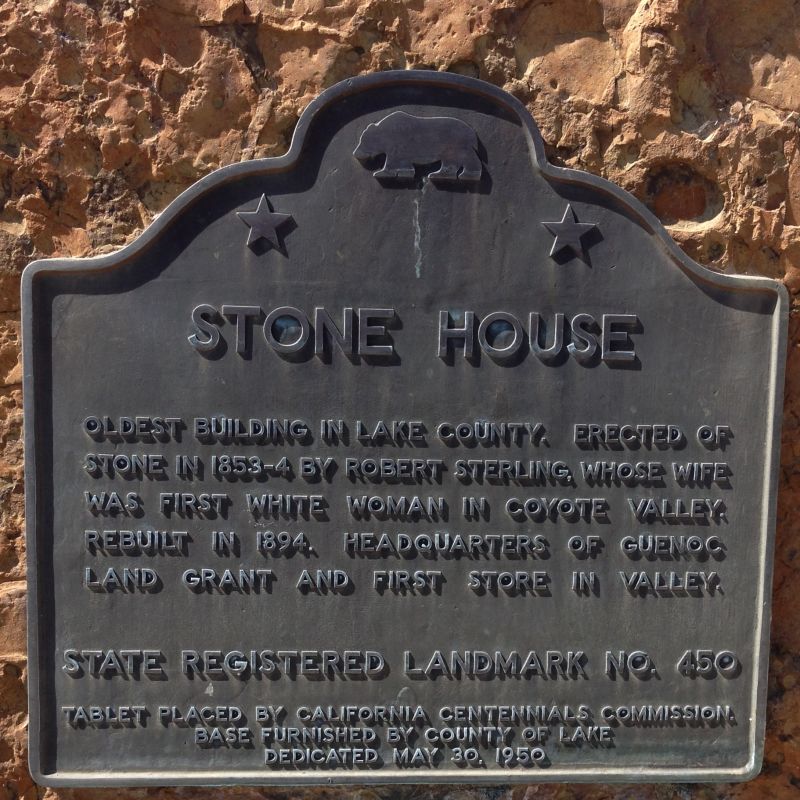 STONE HOUSE
OLDEST BUILDING IN LAKE COUNTY. ERECTED OF
STONE IN 1853-4 BY ROBERT STERLING, WHOSE WIFE
WAS FIRST WHITE WOMAN IN COYOTE VALLEY.
REBUILT IN 1894. HEADQUARTERS OF GUENOC
LAND GRANT AND FIRST STORE IN VALLEY.
STATE REGISTERED LANDMARK NO. 450
TABLET PLACED BY CALIFORNIA CENTENNIALS COMMISSION.
BASE FURNISHED BY COUNTY OF LAKE
DEDICATED MAY 30, 1950